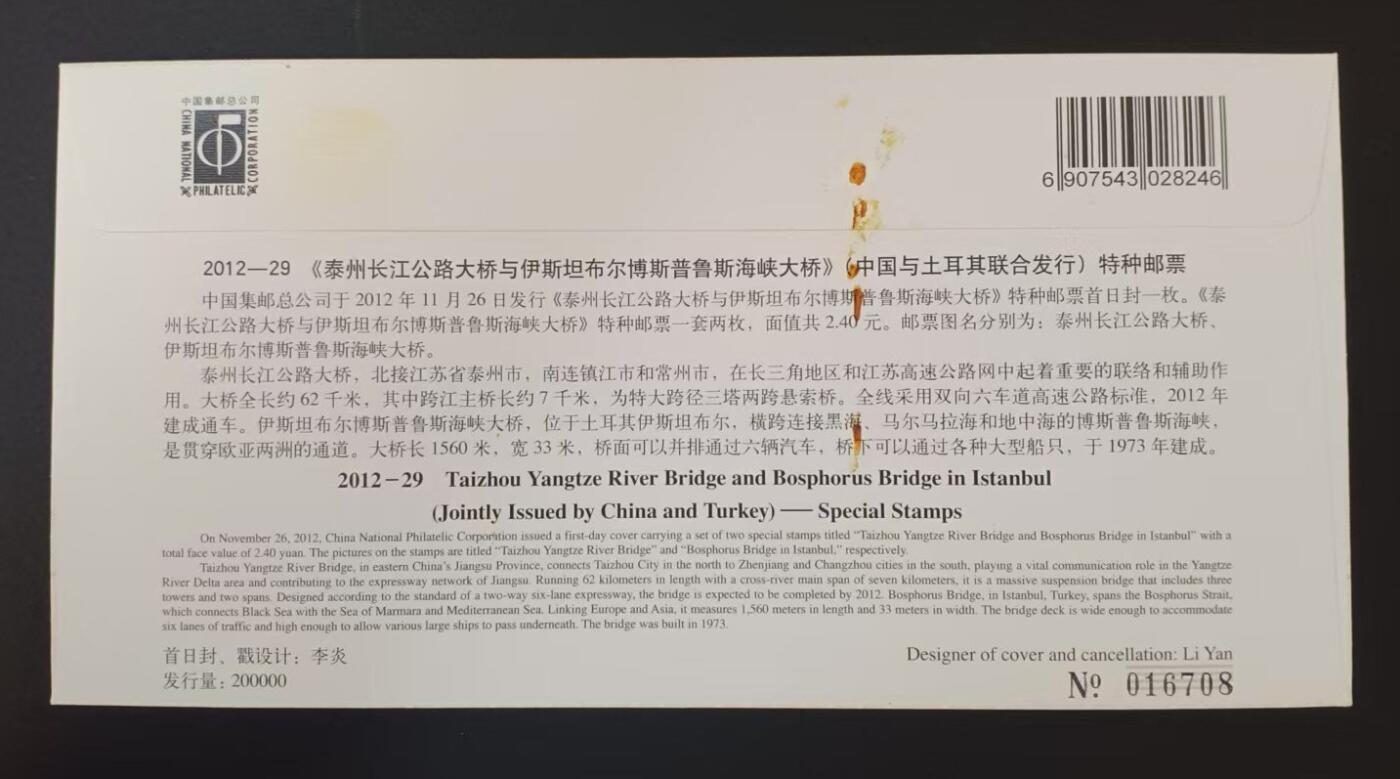 中国集邮总公司
CHINA NATIONAL
PHILATELIC
CORPORATION
6 907543 028246
2012—29 《泰州长江公路大桥与伊斯坦布尔博斯普鲁斯海峡大桥》(中国与土耳其联合发行）特种邮票
中国集邮总公司于 2012 年 11 月 26 日发行《泰州长江公路大桥与伊斯坦布尔博斯普鲁斯海峡大桥》特种邮票首日封一枚。《泰
州长江公路大桥与伊斯坦布尔博斯普鲁斯海峡大桥》特种邮票一套两枚，面值共 2.40 元。邮票图名分别为：泰州长江公路大桥、
伊斯坦布尔博斯普鲁斯海峡大桥。
泰州长江公路大桥，北接江苏省泰州市，南连镇江市和常州市，在长三角地区和江苏高速公路网中起着重要的联络和辅助作
用。大桥全长约 62 千米，其中跨江主桥长约 7 千米，为特大跨径三塔两跨悬索桥。全线采用双向六车道高速公路标准，2012 年
建成通车。伊斯坦布尔博斯普鲁斯海峡大桥，位于土耳其伊斯坦布尔，横跨连接黑海、马尔马拉海和地中海的博斯普鲁斯海峡，
是贯穿欧亚两洲的通道。大桥长 1560 米，宽 33 米，桥面可以并排通过六辆汽车，桥下可以通过各种大型船只，于 1973 年建成。
2012－29 Taizhou Yangtze River Bridge and Bosphorus Bridge in Istanbul
(Jointly Issued by China and Turkey) — Special Stamps
On November 26, 2012, China National Philatelic Corporation issued a first-day cover carrying a set of two special stamps titled “Taizhou Yangtze River Bridge and Bosphorus Bridge in Istanbul” with a
total face value of 2.40 yuan. The pictures on the stamps are titled “Taizhou Yangtze River Bridge” and “Bosphorus Bridge in Istanbul,” respectively.
Taizhou Yangtze River Bridge, in eastern China’s Jiangsu Province, connects Taizhou City in the north to Zhenjiang and Changzhou cities in the south, playing a vital communication role in the Yangtze
River Delta area and contributing to the expressway network of Jiangsu. Running 62 kilometers in length with a cross-river main span of seven kilometers, it is a massive suspension bridge that includes three
towers and two spans. Designed according to the standard of a two-way six-lane expressway, the bridge is expected to be completed by 2012. Bosphorus Bridge, in Istanbul, Turkey, spans the Bosphorus Strait,
which connects Black Sea with the Sea of Marmara and Mediterranean Sea. Linking Europe and Asia, it measures 1,560 meters in length and 33 meters in width. The bridge deck is wide enough to accommodate
six lanes of traffic and high enough to allow various large ships to pass underneath. The bridge was built in 1973.
首日封、戳设计：李炎
发行量：200000
Designer of cover and cancellation: Li Yan
№ 016708